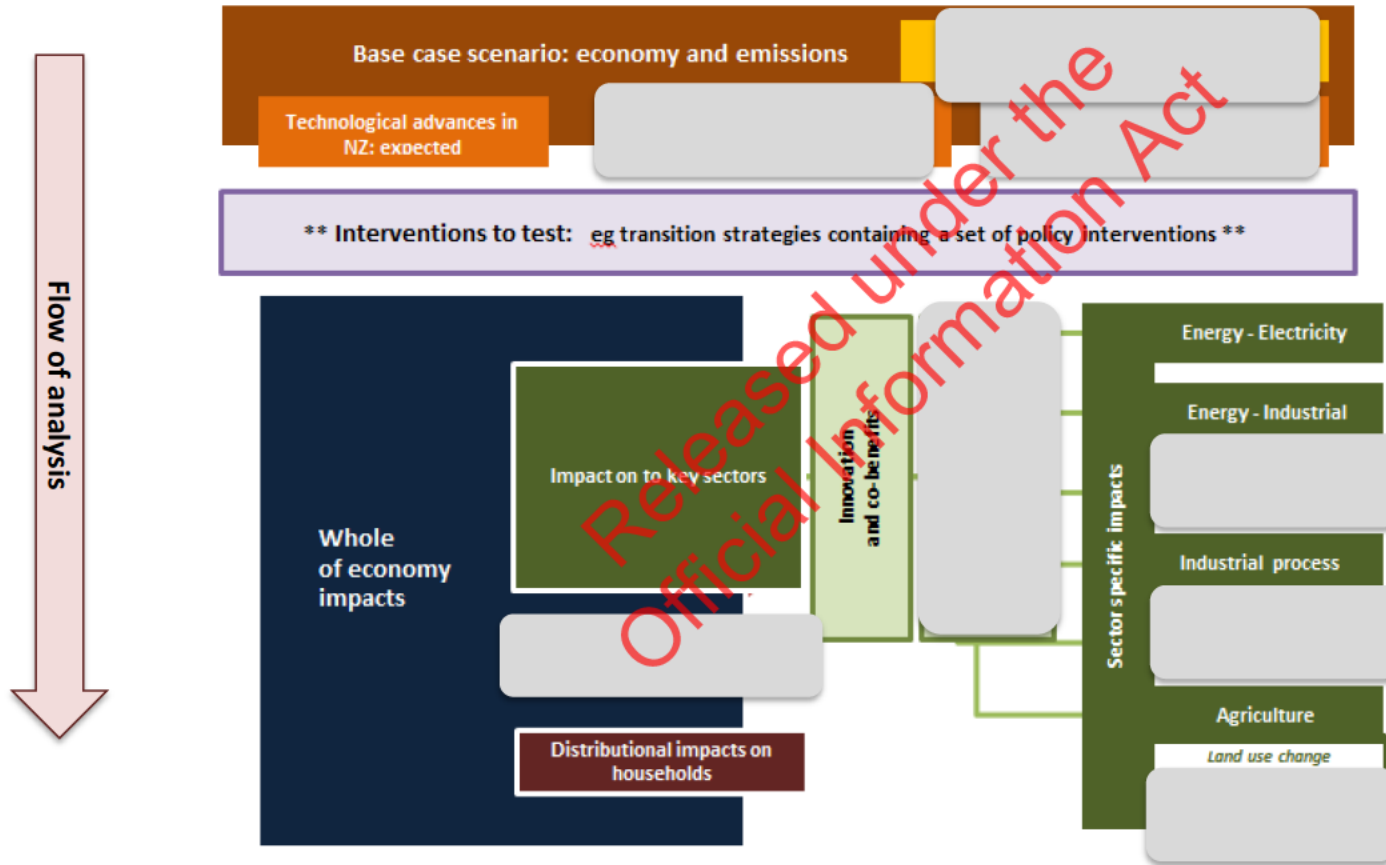 Base case scenario: economy and emissions
Technological advances in
NZ: expected
** Interventions to test: eg transition strategies containing a set of policy interventions **
Flow of analysis
Whole
of economy
impacts
Impact on to key sectors
Distributional impacts on
households
Innovation
and co-benefits
Sector specific impacts
Energy - Electricity
Energy - Industrial
Industrial process
Agriculture
Land use change
Released under the
Official Information Act